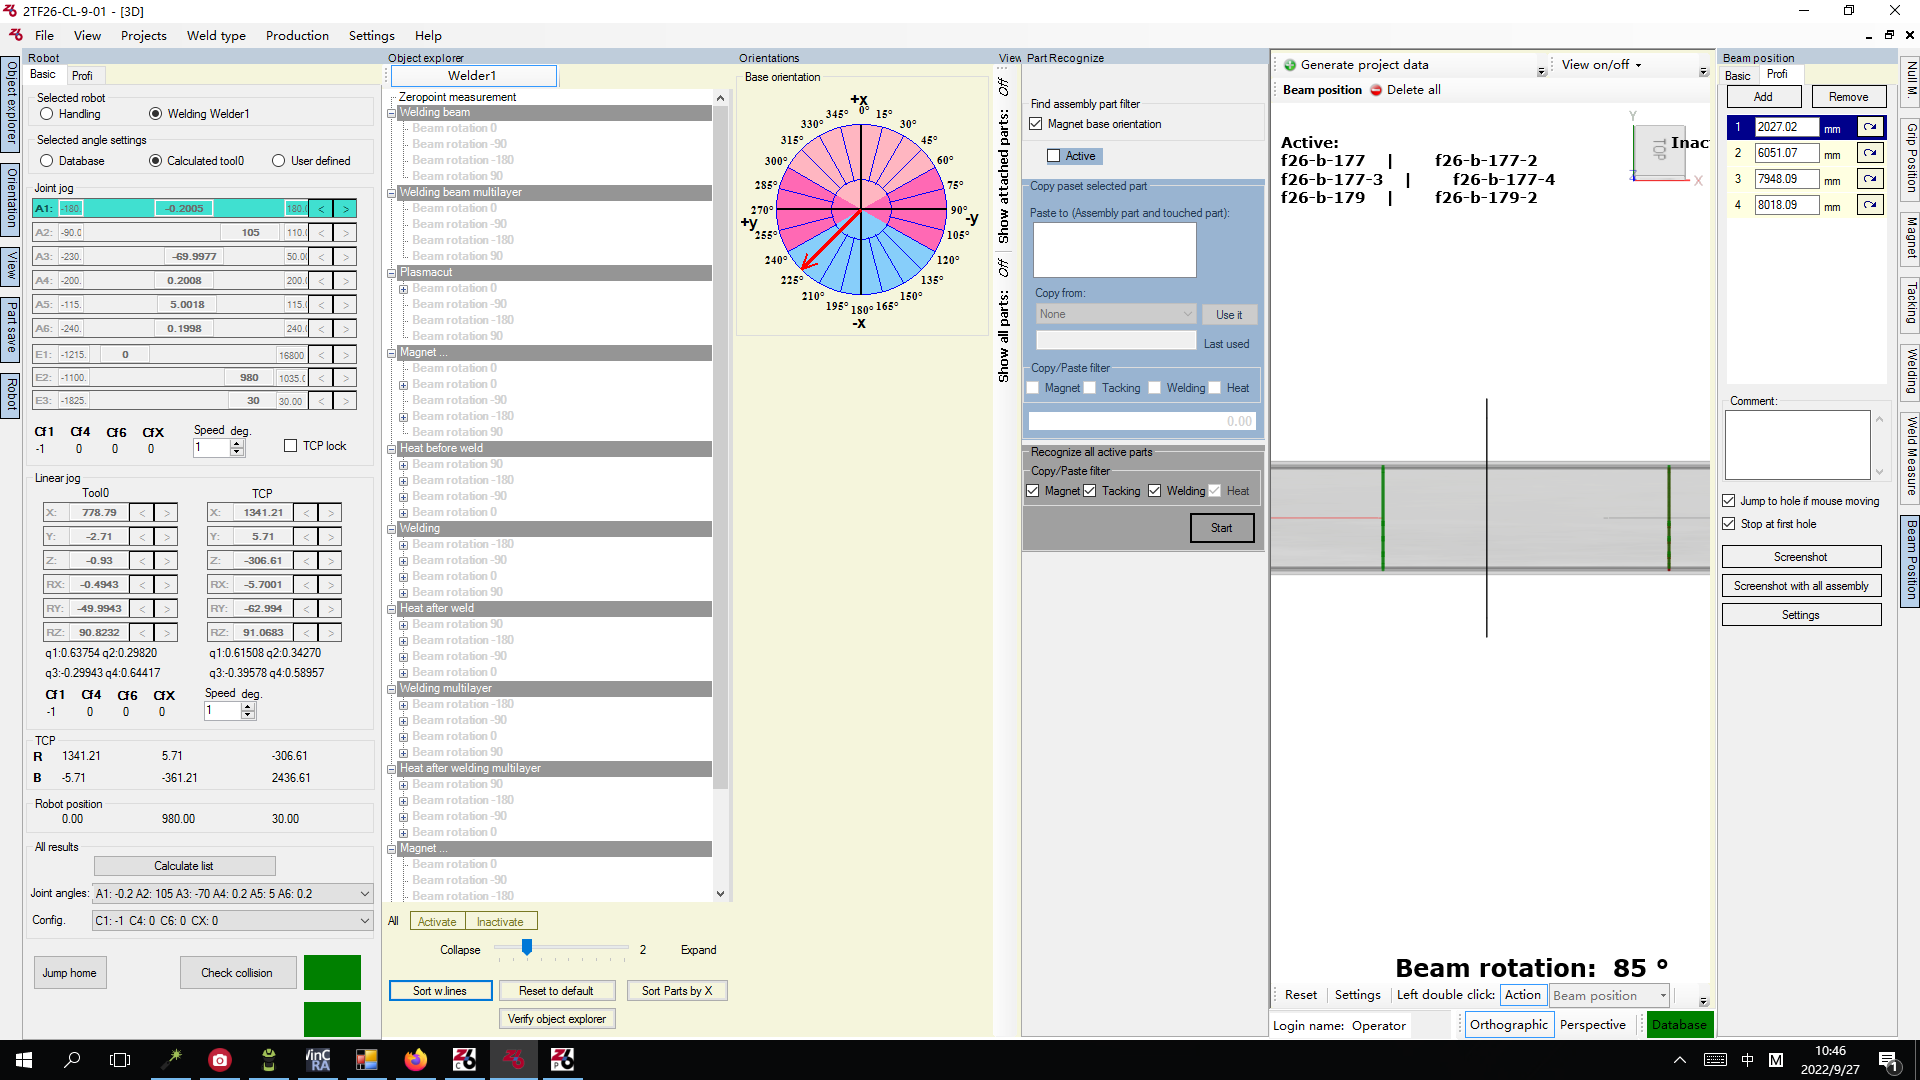 2TF26-CL-9-01 - [3D]
File View Projects Weld type Production Settings Help
Object explorer
Orientation
View
Part save
Robot
Robot
Basic Profi
Selected robot
Handling Welding Welder1
Selected angle settings
Database Calculated tool0 User defined
Joint jog
A1: -180. -0.2005 180.( < >
A2: -90.0 105 110.( < >
A3: -230. -69.9977 50.0( < >
A4: -200. 0.2008 200.( < >
A5: -115. 5.0018 115.( < >
A6: -240. 0.1998 240.( < >
E1: -1215. 0 16800 < >
E2: -1100. 980 1035.( < >
E3: -1825. 30 30.00 < >
Cf1 Cf4 Cf6 CfX Speed deg.
-1 0 0 0 1 TCP lock
Linear jog
Tool0 TCP
X: 778.79 < > X: 1341.21 < >
Y: -2.71 < > Y: 5.71 < >
Z: -0.93 < > Z: -306.61 < >
RX: -0.4943 < > RX: -5.7001 < >
RY: -49.9943 < > RY: -62.994 < >
RZ: 90.8232 < > RZ: 91.0683 < >
q1:0.63754 q2:0.29820 q1:0.61508 q2:0.34270
q3:-0.29943 q4:0.64417 q3:-0.39578 q4:0.58957
Cf1 Cf4 Cf6 CfX Speed deg.
-1 0 0 0 1
TCP
R 1341.21 5.71 -306.61
B -5.71 -361.21 2436.61
Robot position
0.00 980.00 30.00
All results
Calculate list
Joint angles: A1: -0.2 A2: 105 A3: -70 A4: 0.2 A5: 5 A6: 0.2
Config. C1: -1 C4: 0 C6: 0 CX: 0
Jump home Check collision
Object explorer
Welder1
Zeropoint measurement
Welding beam
Beam rotation 0
Beam rotation -90
Beam rotation -180
Beam rotation 90
Welding beam multilayer
Beam rotation 0
Beam rotation -90
Beam rotation -180
Beam rotation 90
Plasmacut
Beam rotation 0
Beam rotation -90
Beam rotation -180
Beam rotation 90
Magnet ...
Beam rotation 0
Beam rotation 0
Beam rotation -90
Beam rotation -180
Beam rotation 90
Heat before weld
Beam rotation 90
Beam rotation -180
Beam rotation -90
Beam rotation 0
Welding
Beam rotation -180
Beam rotation -90
Beam rotation 0
Beam rotation 90
Heat after weld
Beam rotation 90
Beam rotation -180
Beam rotation -90
Beam rotation 0
Welding multilayer
Beam rotation -180
Beam rotation -90
Beam rotation 0
Beam rotation 90
Heat after welding multilayer
Beam rotation 90
Beam rotation -180
Beam rotation -90
Beam rotation 0
Magnet ...
Beam rotation 0
Beam rotation -90
Beam rotation -180
All Activate Inactivate
Collapse 2 Expand
Sort w.lines Reset to default Sort Parts by X
Verify object explorer
Orientations
Base orientation
+x
345° 0° 15°
330° 30°
315° 45°
300° 60°
285° 75°
+y 270° 90° -y
255° 105°
240° 120°
225° 135°
210° 150°
195° 180° 165°
-x
View
Show attached parts: Off
Show all parts: Off
Part Recognize
Find assembly part filter
Magnet base orientation
Active
Copy paset selected part
Paste to (Assembly part and touched part):
Copy from:
None Use it
Last used
Copy/Paste filter
Magnet Tacking Welding Heat
0.00
Recognize all active parts
Copy/Paste filter
Magnet Tacking Welding Heat
Start
Generate project data View on/off
Beam position Delete all
Active: Inac
f26-b-177 | f26-b-177-2
f26-b-177-3 | f26-b-177-4
f26-b-179 | f26-b-179-2
Y
TOP
Z
X
Beam rotation: 85 °
Reset Settings Left double click: Action Beam position
Login name: Operator Orthographic Perspective Database
Beam position
Basic Profi
Add Remove
1 2027.02 mm
2 6051.07 mm
3 7948.09 mm
4 8018.09 mm
Comment:
Jump to hole if mouse moving
Stop at first hole
Screenshot
Screenshot with all assembly
Settings
Null M.
Grip Position
Magnet
Tacking
Welding
Weld Measure
Beam Position
中 M 10:46
2022/9/27 1